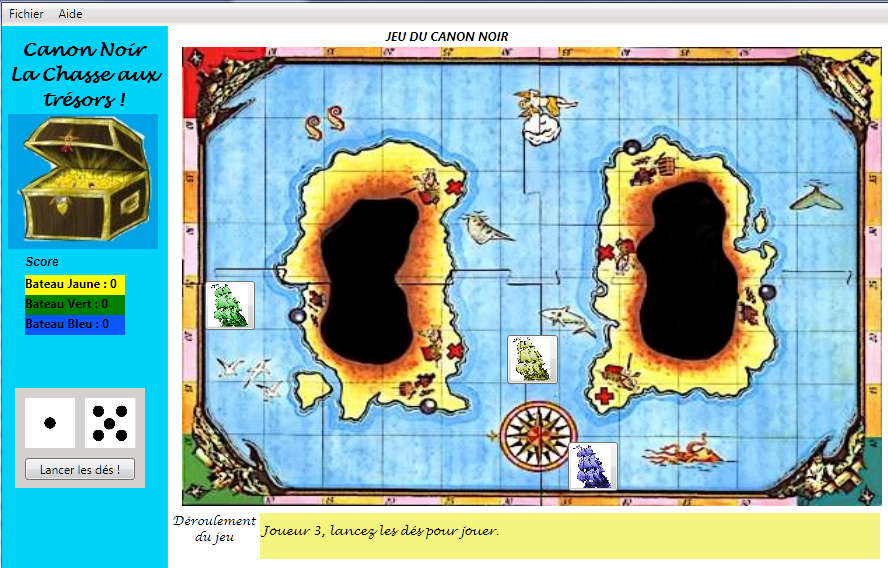 Fichier Aide
JEU DU CANON NOIR
Canon Noir
La Chasse aux
trésors !
Score
Bateau Jaune : 0
Bateau Vert : 0
Bateau Bleu : 0
Lancer les dés !
Déroulement
du jeu
Joueur 3, lancez les dés pour jouer.